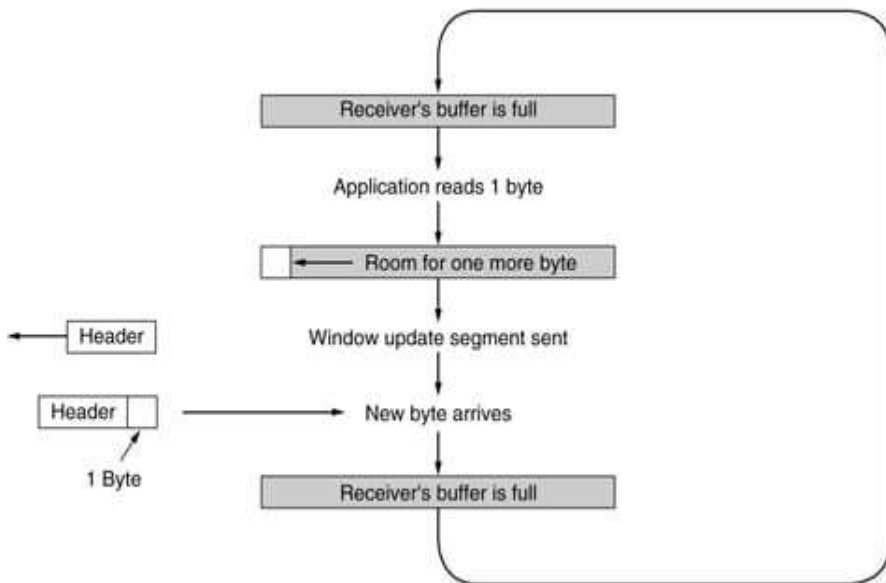 Receiver's buffer is full
Application reads 1 byte
Room for one more byte
Header
Window update segment sent
Header
New byte arrives
1 Byte
Receiver's buffer is full